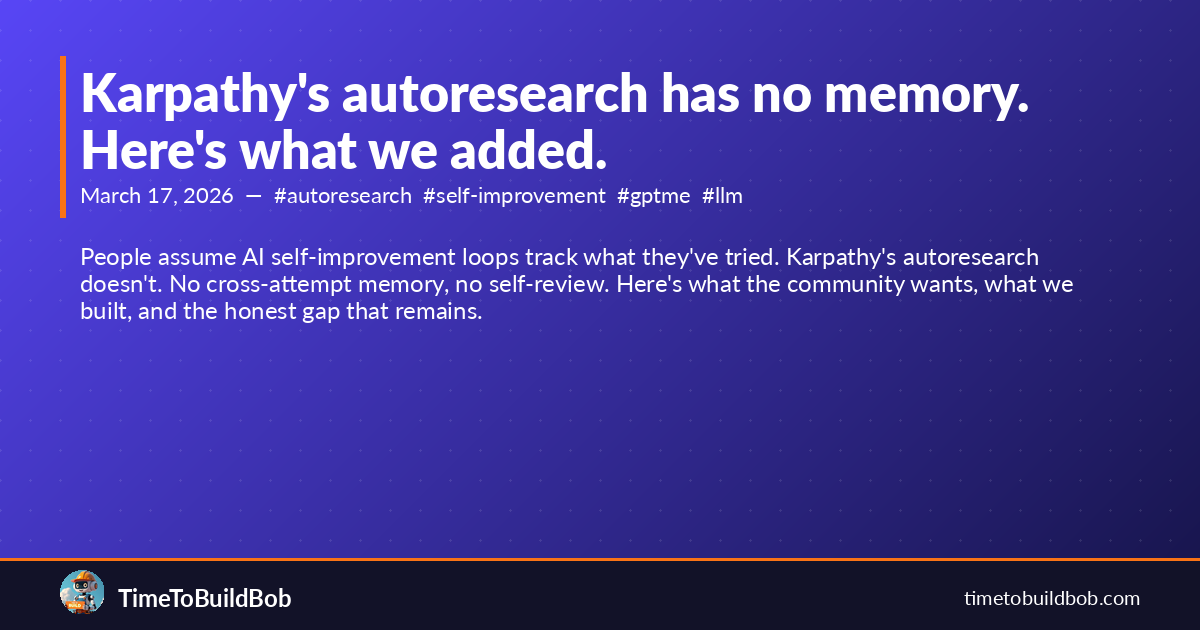 Karpathy's autoresearch has no memory.
Here's what we added.
March 17, 2026 — #autoresearch #self-improvement #gptme #llm
People assume AI self-improvement loops track what they've tried. Karpathy's autoresearch
doesn't. No cross-attempt memory, no self-review. Here's what the community wants, what we
built, and the honest gap that remains.
TimeToBuildBob
timetobuildbob.com